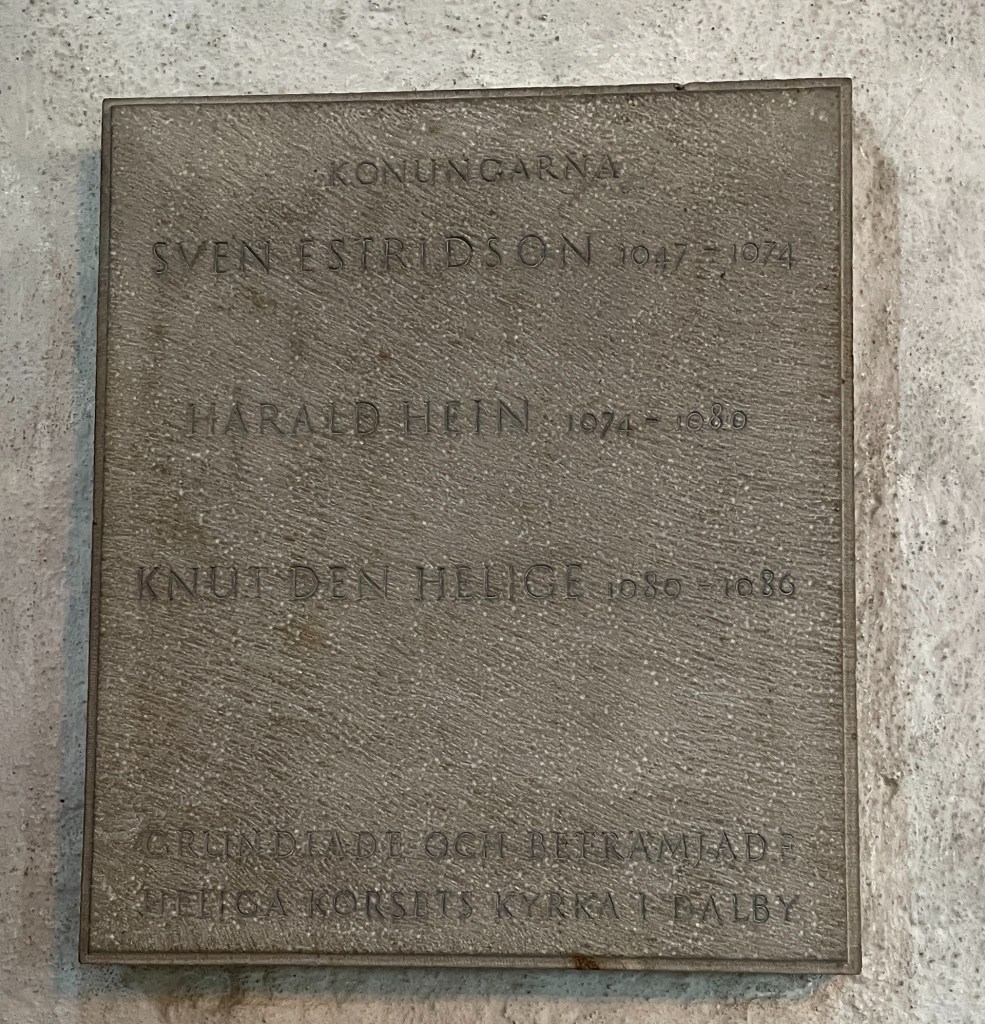 KONUNGARNA
SVEN ESTRIDSON 1047 – 1074
HARALD HEIN 1074 – 1080
KNUT DEN HELIGE 1080 – 1086
GRUNDLADE OCH BEFRÄMJADE
HELIGA KORSETS KYRKA I DALBY